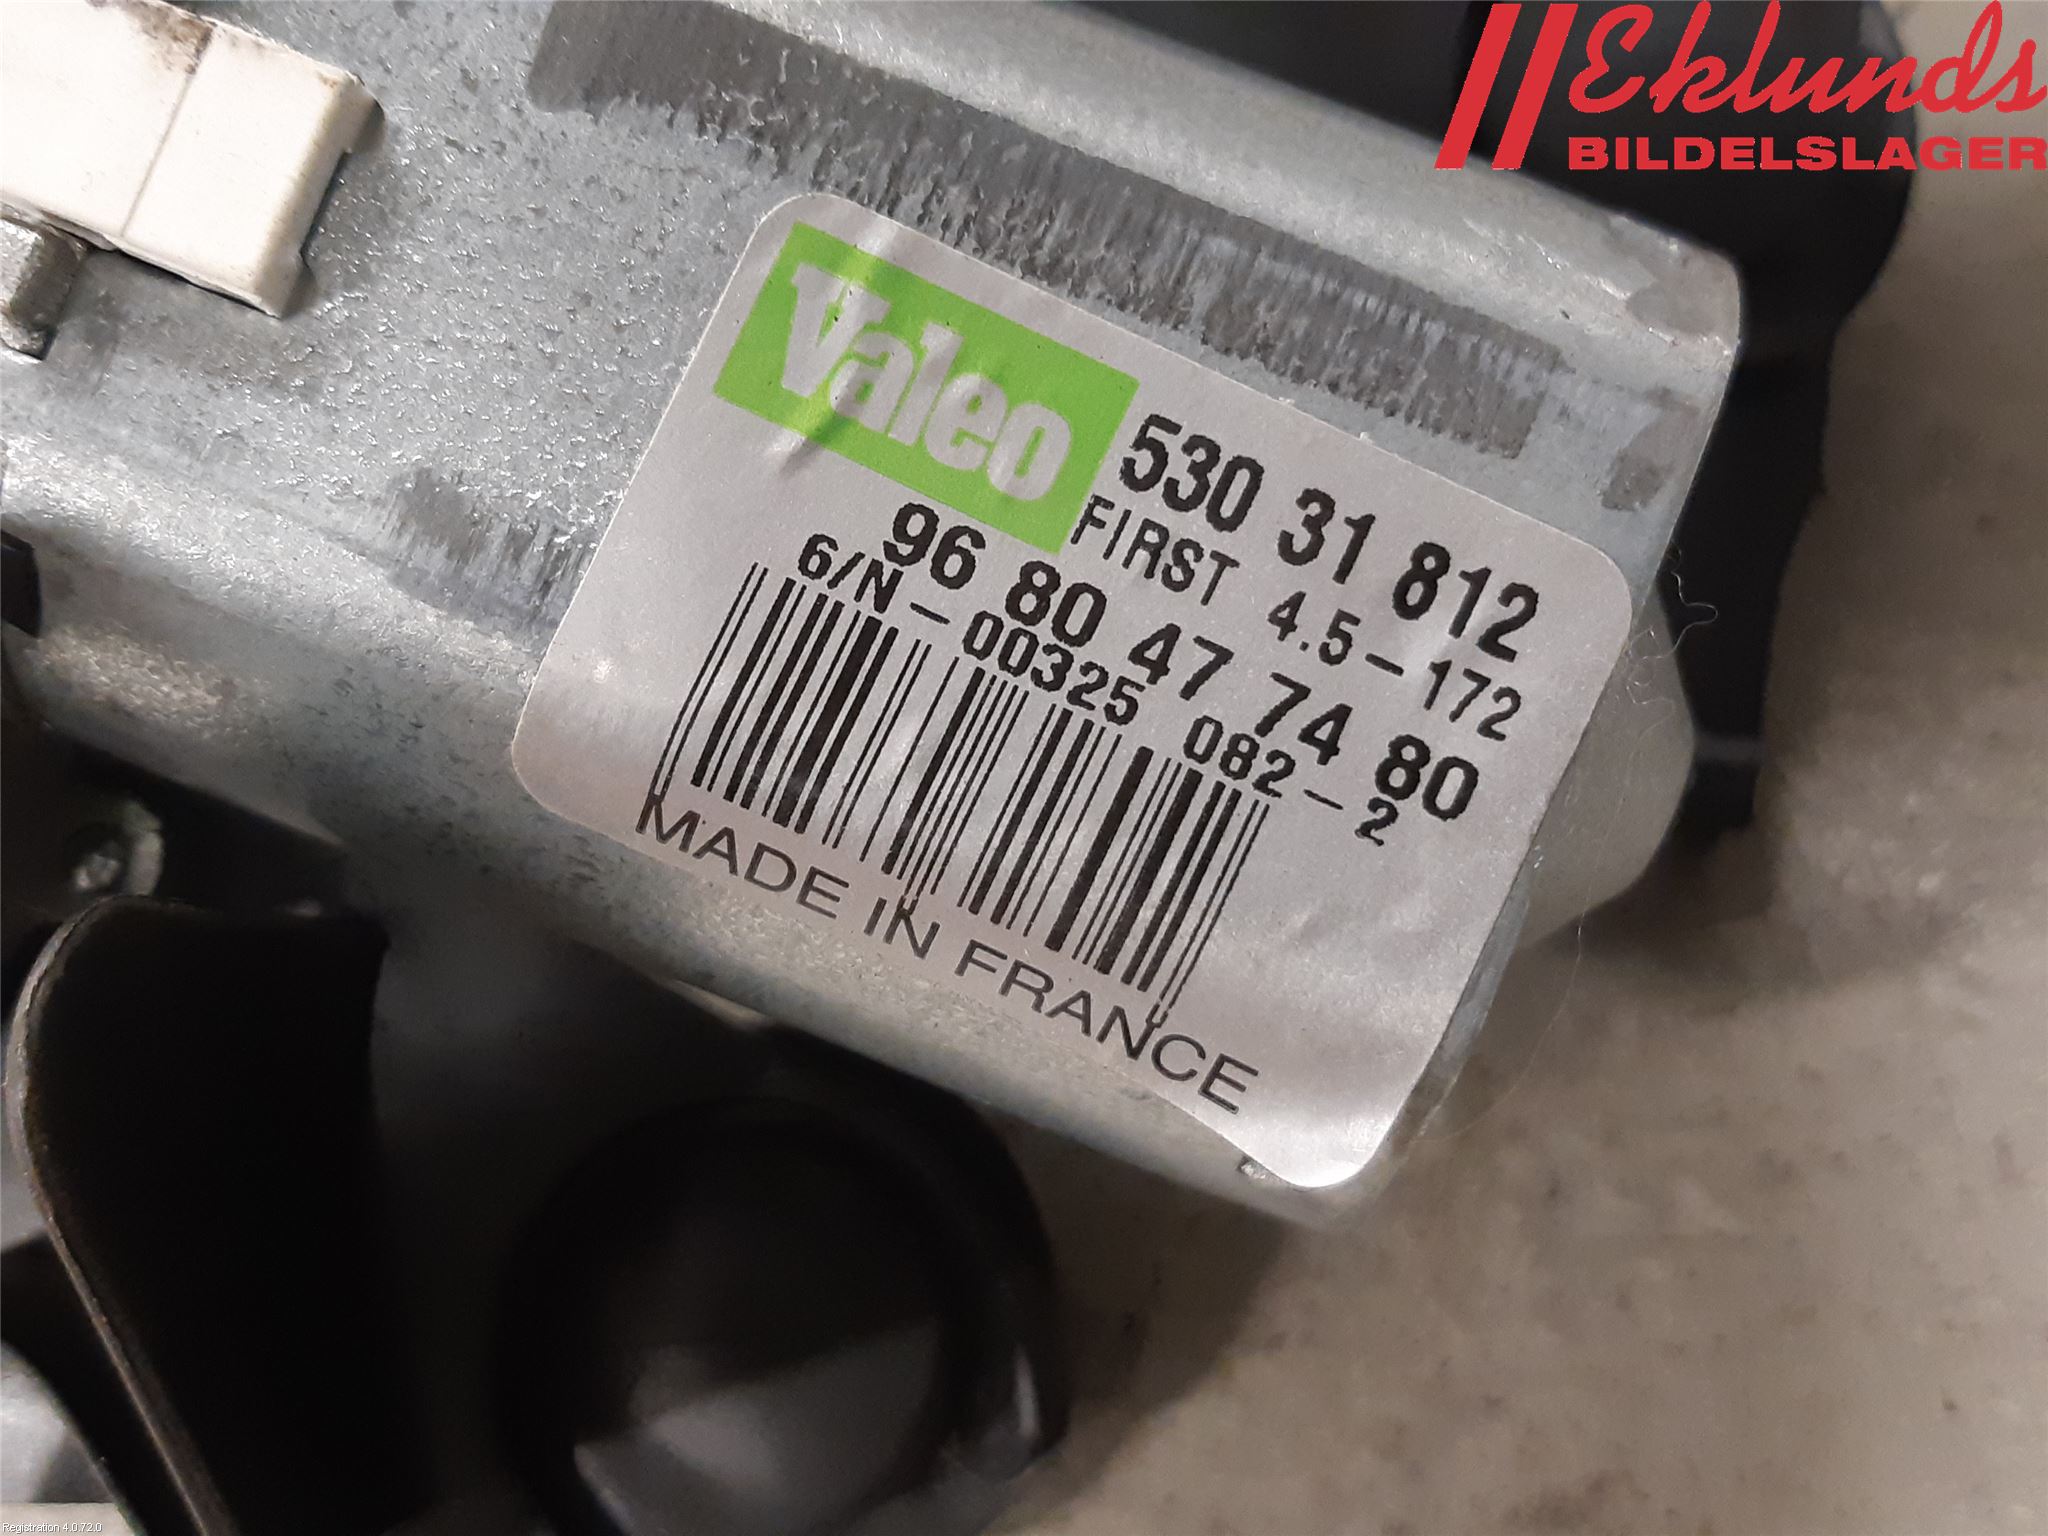 Eklunds
BILDELSLAGER
Valeo
530 31 812
FIRST 4.5-172
96 80 47 74 80
6/N-00325 082-2
MADE IN FRANCE
Registration 4.0.72.0